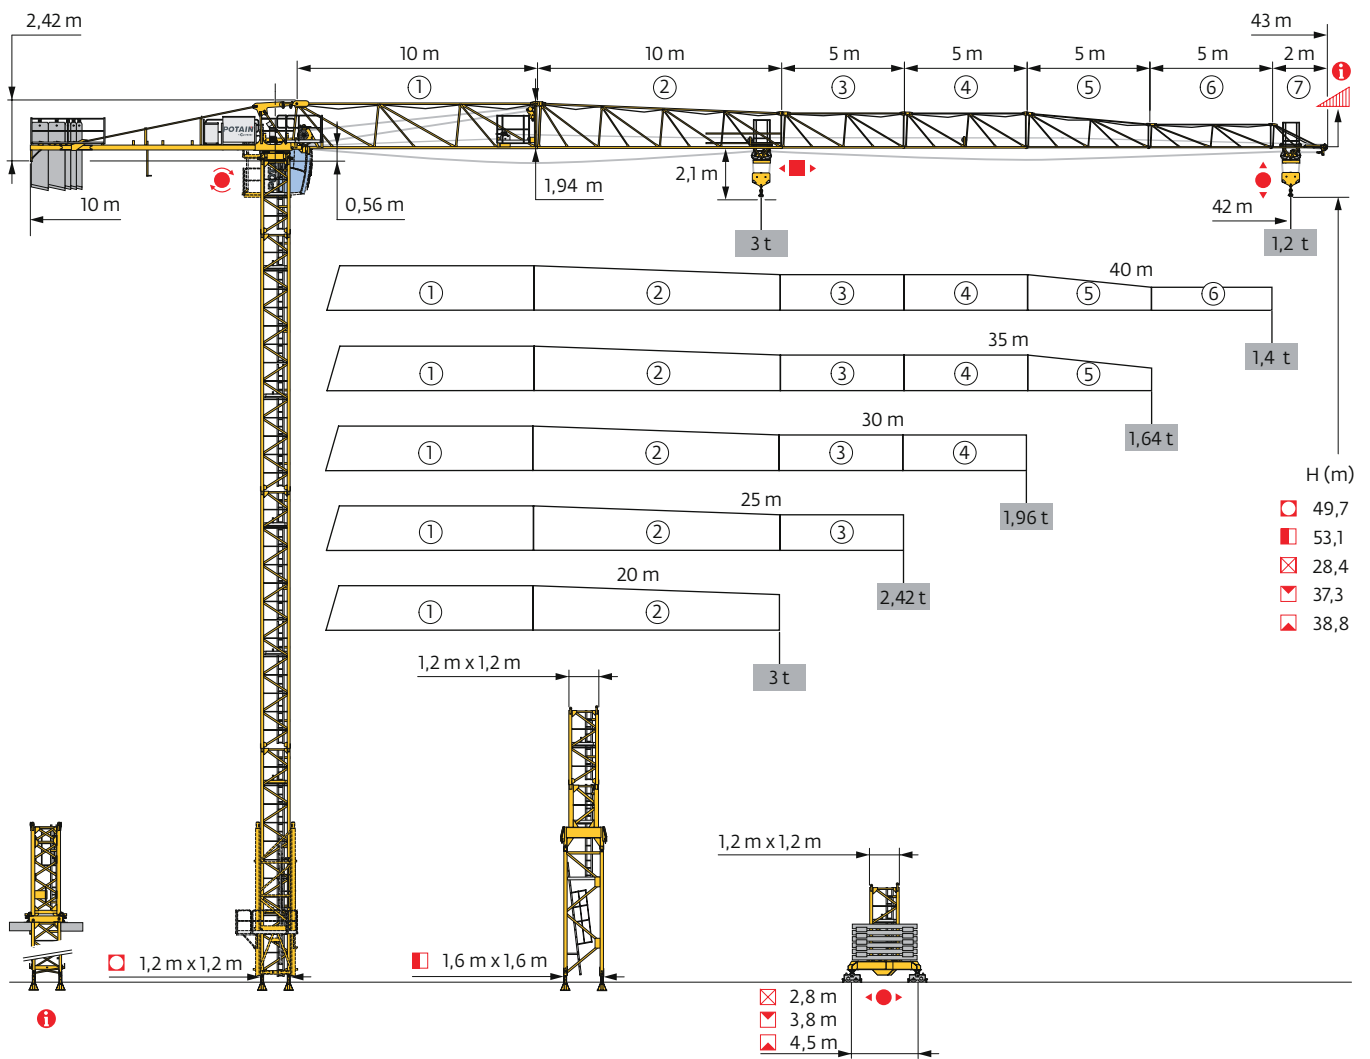 2,42 m
43 m
10 m 10 m 5 m 5 m 5 m 5 m 2 m
① ② ③ ④ ⑤ ⑥ ⑦
i
POTAIN
2,1 m
1,94 m
10 m
0,56 m
42 m
3 t
1,2 t
40 m
① ② ③ ④ ⑤ ⑥
1,4 t
35 m
① ② ③ ④ ⑤
1,64 t
30 m
① ② ③ ④
1,96 t
25 m
① ② ③
2,42 t
20 m
① ②
3 t
H (m)
49,7
53,1
28,4
37,3
38,8
1,2 m x 1,2 m
1,2 m x 1,2 m
1,2 m x 1,2 m
1,6 m x 1,6 m
i
2,8 m
3,8 m
4,5 m